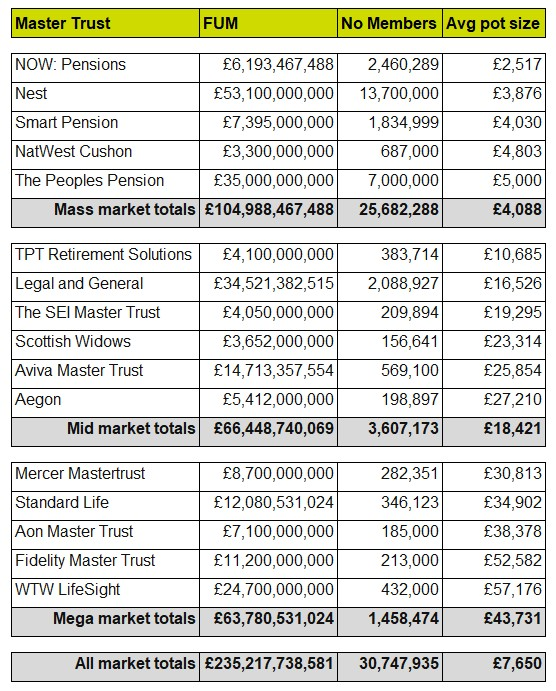 Master Trust FUM No Members Avg pot size
NOW: Pensions £6,193,467,488 2,460,289 £2,517
Nest £53,100,000,000 13,700,000 £3,876
Smart Pension £7,395,000,000 1,834,999 £4,030
NatWest Cushon £3,300,000,000 687,000 £4,803
The Peoples Pension £35,000,000,000 7,000,000 £5,000
Mass market totals £104,988,467,488 25,682,288 £4,088
TPT Retirement Solutions £4,100,000,000 383,714 £10,685
Legal and General £34,521,382,515 2,088,927 £16,526
The SEI Master Trust £4,050,000,000 209,894 £19,295
Scottish Widows £3,652,000,000 156,641 £23,314
Aviva Master Trust £14,713,357,554 569,100 £25,854
Aegon £5,412,000,000 198,897 £27,210
Mid market totals £66,448,740,069 3,607,173 £18,421
Mercer Mastertrust £8,700,000,000 282,351 £30,813
Standard Life £12,080,531,024 346,123 £34,902
Aon Master Trust £7,100,000,000 185,000 £38,378
Fidelity Master Trust £11,200,000,000 213,000 £52,582
WTW LifeSight £24,700,000,000 432,000 £57,176
Mega market totals £63,780,531,024 1,458,474 £43,731
All market totals £235,217,738,581 30,747,935 £7,650